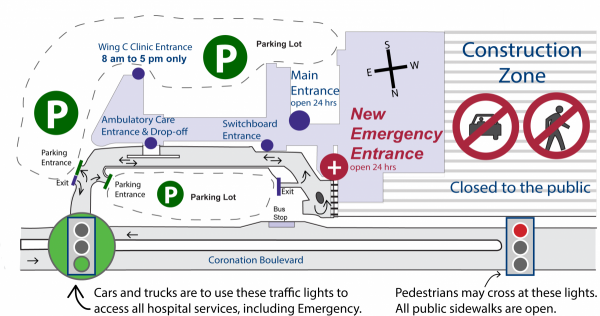 Wing C Clinic Entrance
8 am to 5 pm only
P
Parking Lot
S
E
W
N
Construction
Zone
P
Main
Entrance
open 24 hrs
Ambulatory Care
Entrance & Drop-off
Switchboard
Entrance
New
Emergency
Entrance
open 24 hrs
Parking
Entrance
Exit
Parking
Entrance
P
Parking Lot
Exit
Bus
Stop
Closed to the public
Coronation Boulevard
Cars and trucks are to use these traffic lights to
access all hospital services, including Emergency.
Pedestrians may cross at these lights.
All public sidewalks are open.